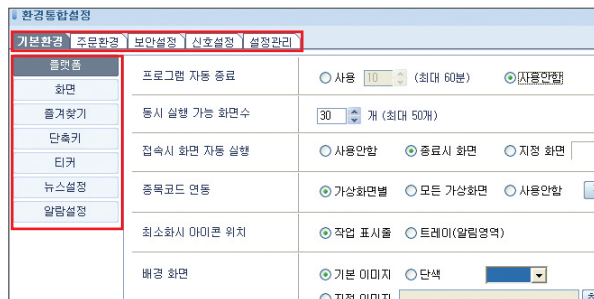 환경통합설정
기본환경 주문환경 보안설정 신호설정 설정관리
플랫폼
화면
즐겨찾기
단축키
티커
뉴스설정
알람설정
프로그램 자동 종료 사용 10 (최대 60분) 사용안함
동시 실행 가능 화면수 30 개 (최대 50개)
접속시 화면 자동 실행 사용안함 종료시 화면 지정 화면
종목코드 연동 가상화면별 모든 가상화면 사용안함
최소화시 아이콘 위치 작업 표시줄 트레이(알림영역)
배경 화면 기본 이미지 단색
지정 이미지